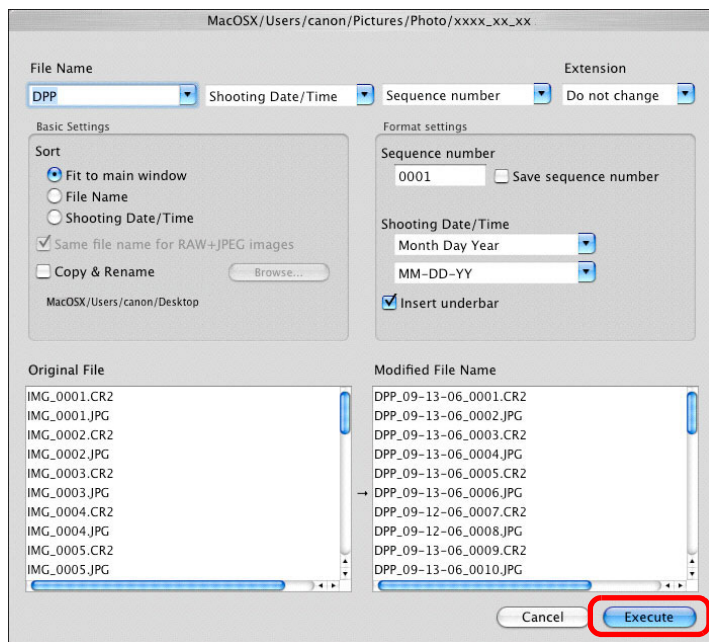 MacOSX/Users/canon/Pictures/Photo/xxxx_xx_xx
File Name
Extension
DPP
Shooting Date/Time
Sequence number
Do not change
Basic Settings
Sort
Fit to main window
File Name
Shooting Date/Time
Same file name for RAW+JPEG images
Copy & Rename
Browse...
MacOSX/Users/canon/Desktop
Format settings
Sequence number
0001
Save sequence number
Shooting Date/Time
Month Day Year
MM-DD-YY
Insert underbar
Original File
IMG_0001.CR2
IMG_0001.JPG
IMG_0002.CR2
IMG_0002.JPG
IMG_0003.CR2
IMG_0003.JPG
IMG_0004.CR2
IMG_0004.JPG
IMG_0005.CR2
IMG_0005.JPG
→
Modified File Name
DPP_09-13-06_0001.CR2
DPP_09-13-06_0002.JPG
DPP_09-13-06_0003.CR2
DPP_09-13-06_0004.JPG
DPP_09-13-06_0005.CR2
DPP_09-13-06_0006.JPG
DPP_09-12-06_0007.CR2
DPP_09-12-06_0008.JPG
DPP_09-13-06_0009.CR2
DPP_09-13-06_0010.JPG
Cancel
Execute